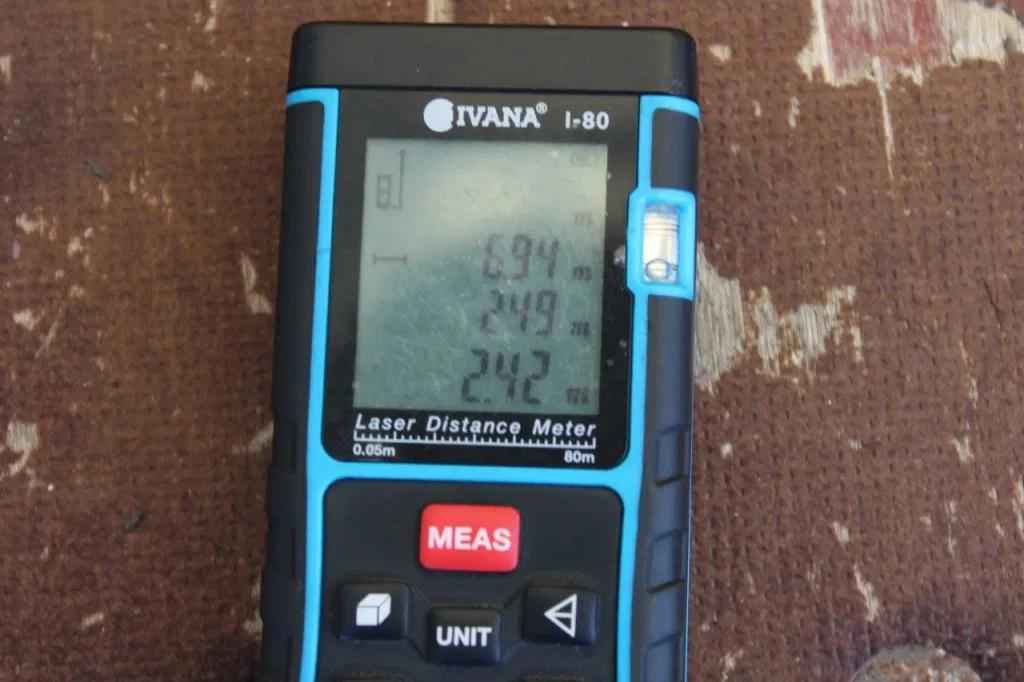 IVANA® I-80
6.94
2.49
2.42
Laser Distance Meter
0.05m 80m
MEAS
UNIT